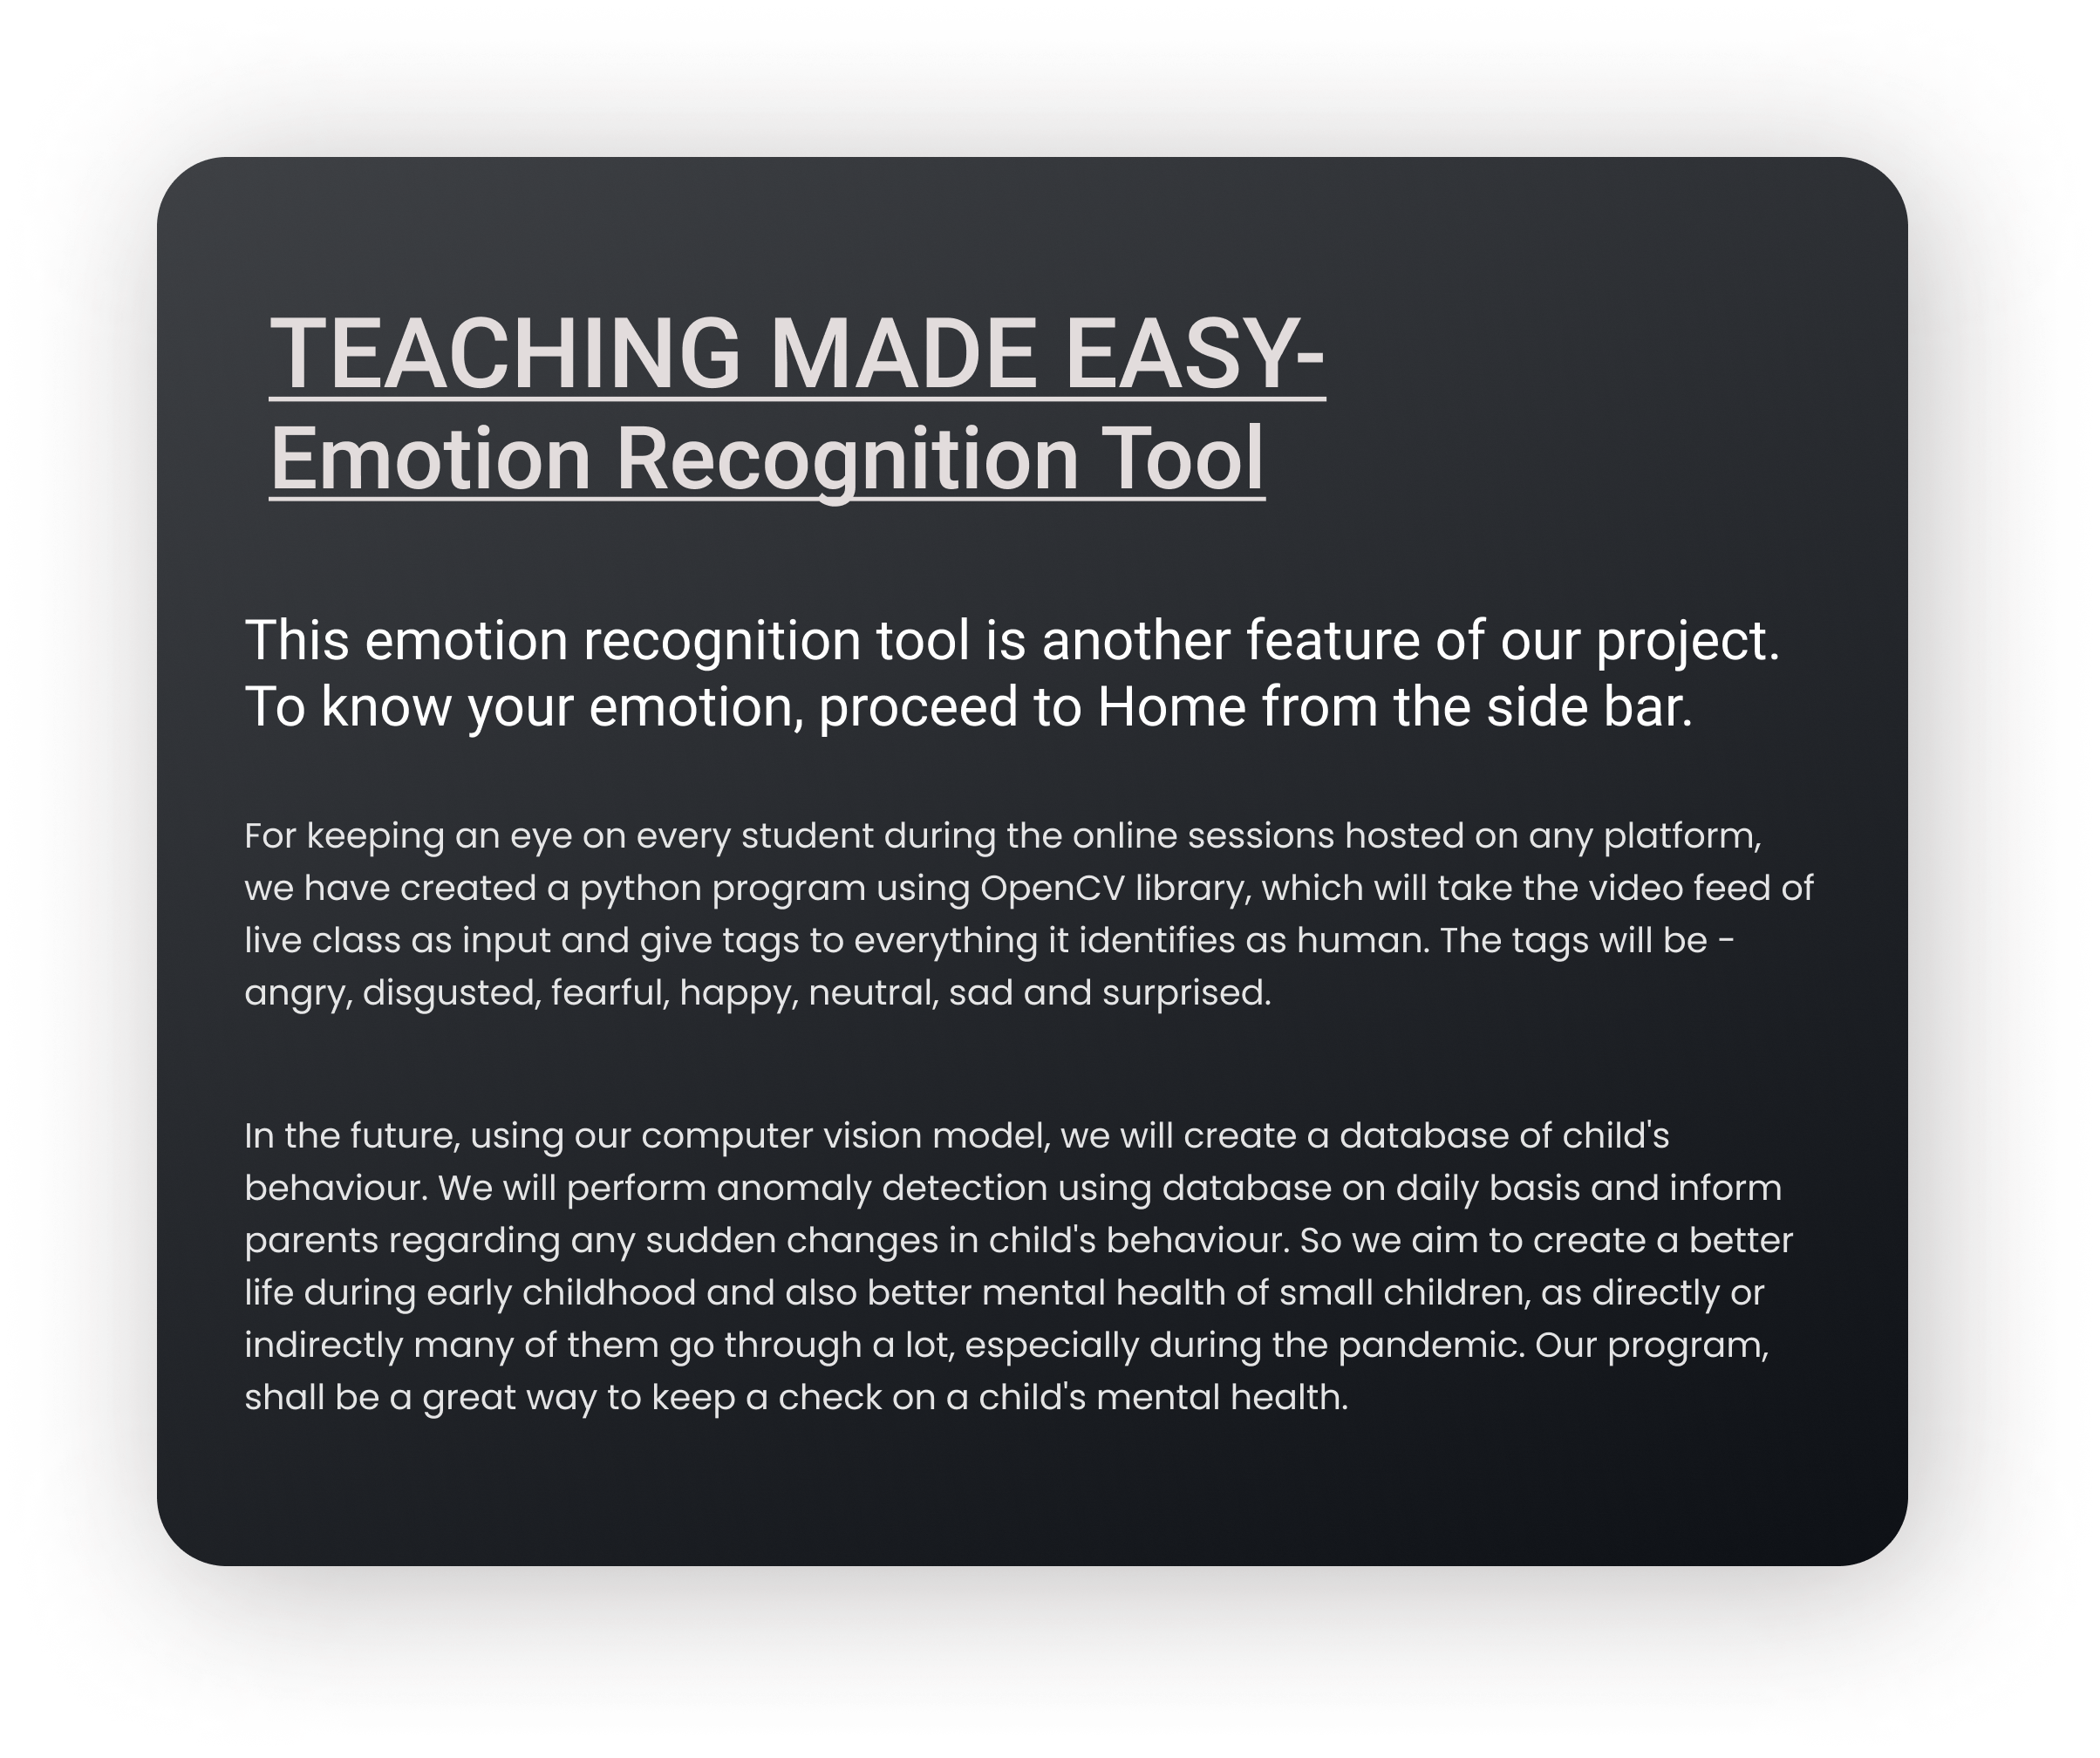 TEACHING MADE EASY-
Emotion Recognition Tool
This emotion recognition tool is another feature of our project.
To know your emotion, proceed to Home from the side bar.
For keeping an eye on every student during the online sessions hosted on any platform,
we have created a python program using OpenCV library, which will take the video feed of
live class as input and give tags to everything it identifies as human. The tags will be -
angry, disgusted, fearful, happy, neutral, sad and surprised.
In the future, using our computer vision model, we will create a database of child's
behaviour. We will perform anomaly detection using database on daily basis and inform
parents regarding any sudden changes in child's behaviour. So we aim to create a better
life during early childhood and also better mental health of small children, as directly or
indirectly many of them go through a lot, especially during the pandemic. Our program,
shall be a great way to keep a check on a child's mental health.